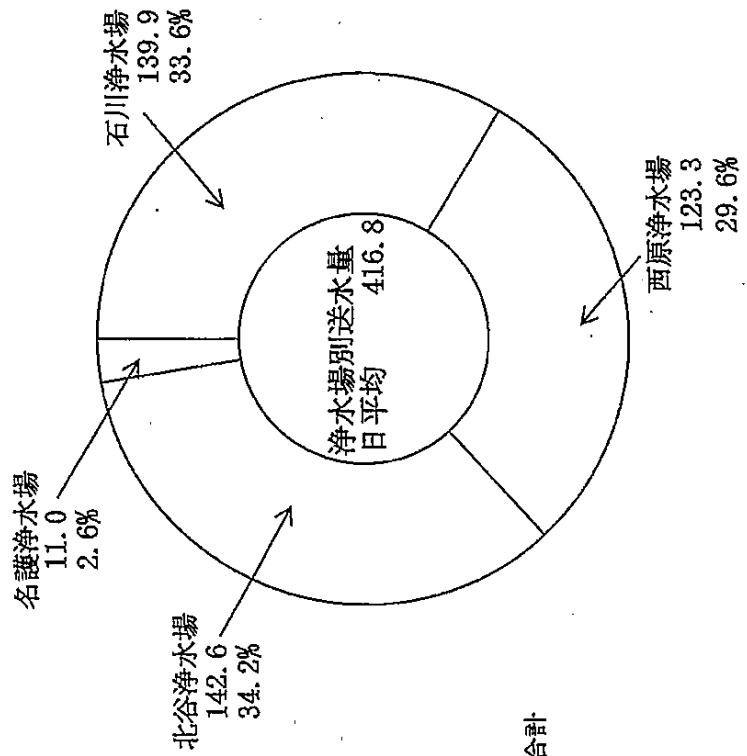 石川浄水場
139.9
33.6%
西原浄水場
123.3
29.6%
北谷浄水場
142.6
34.2%
名護浄水場
11.0
2.6%
浄水場別送水量
日平均 416.8
合計